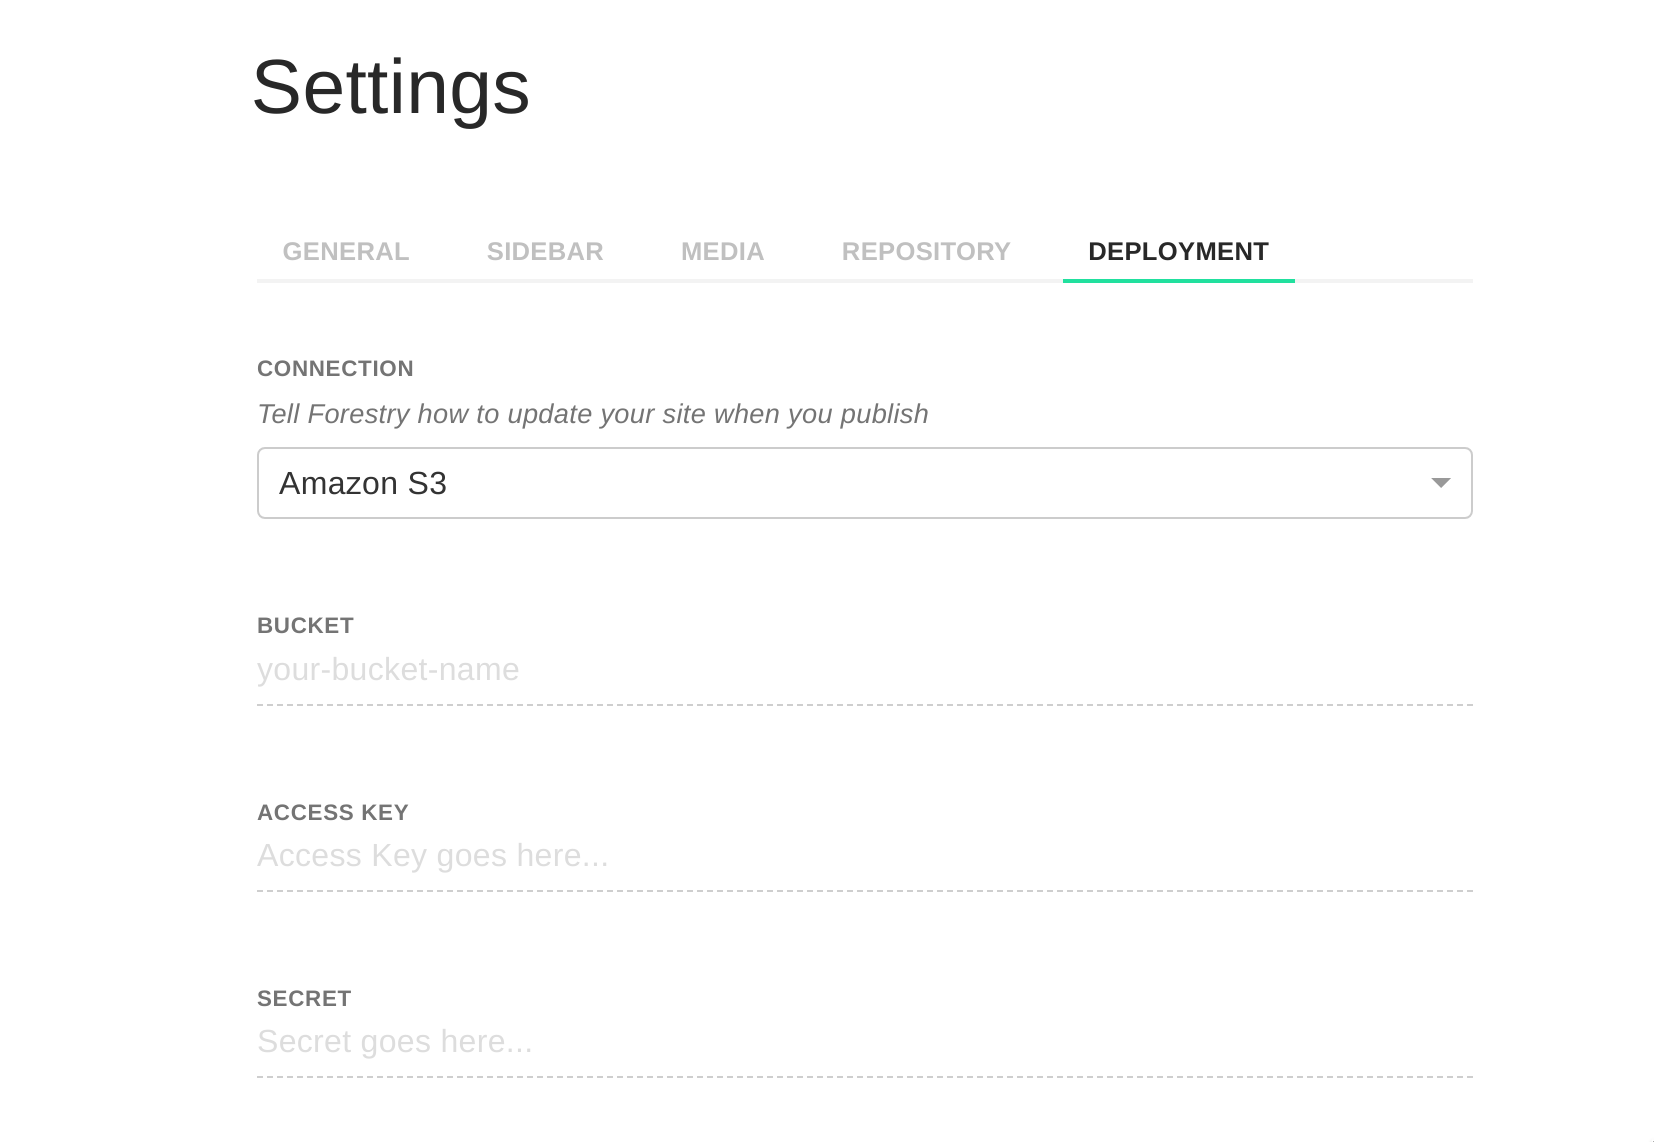 Settings
GENERAL SIDEBAR MEDIA REPOSITORY DEPLOYMENT
CONNECTION
Tell Forestry how to update your site when you publish
Amazon S3
BUCKET
your-bucket-name
ACCESS KEY
Access Key goes here...
SECRET
Secret goes here...